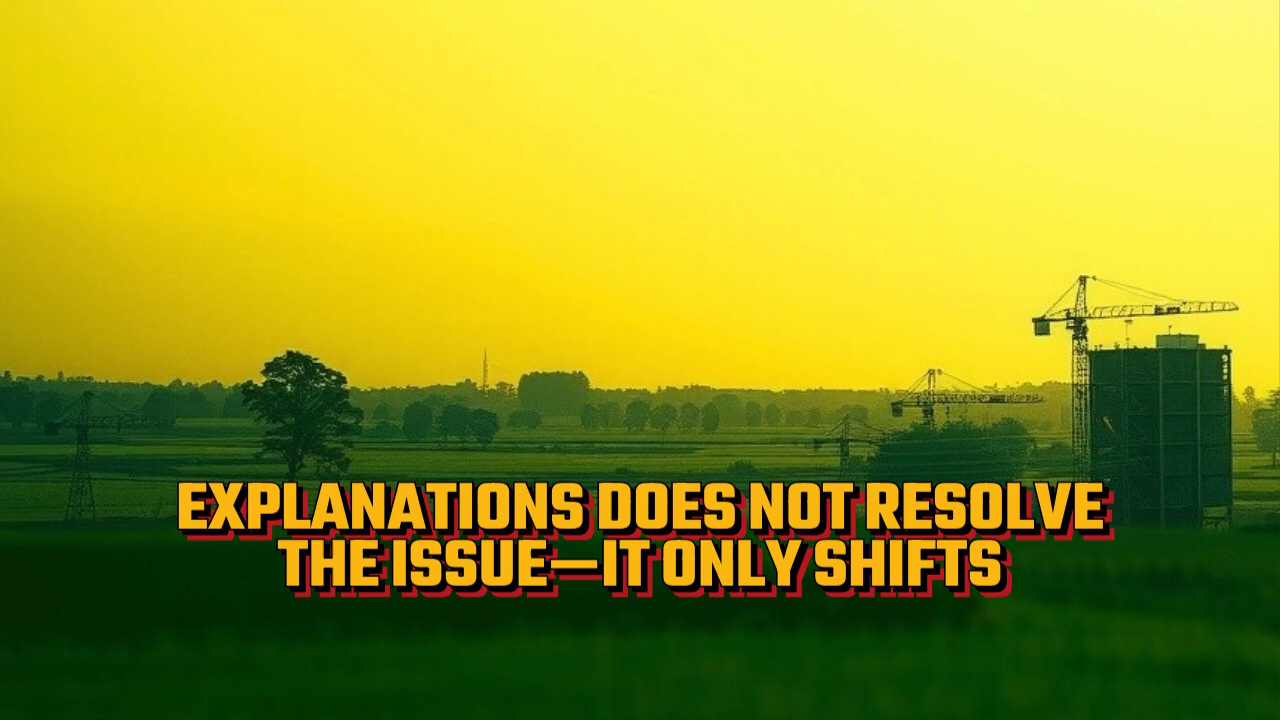 EXPLANATIONS DOES NOT RESOLVE
THE ISSUE—IT ONLY SHIFTS